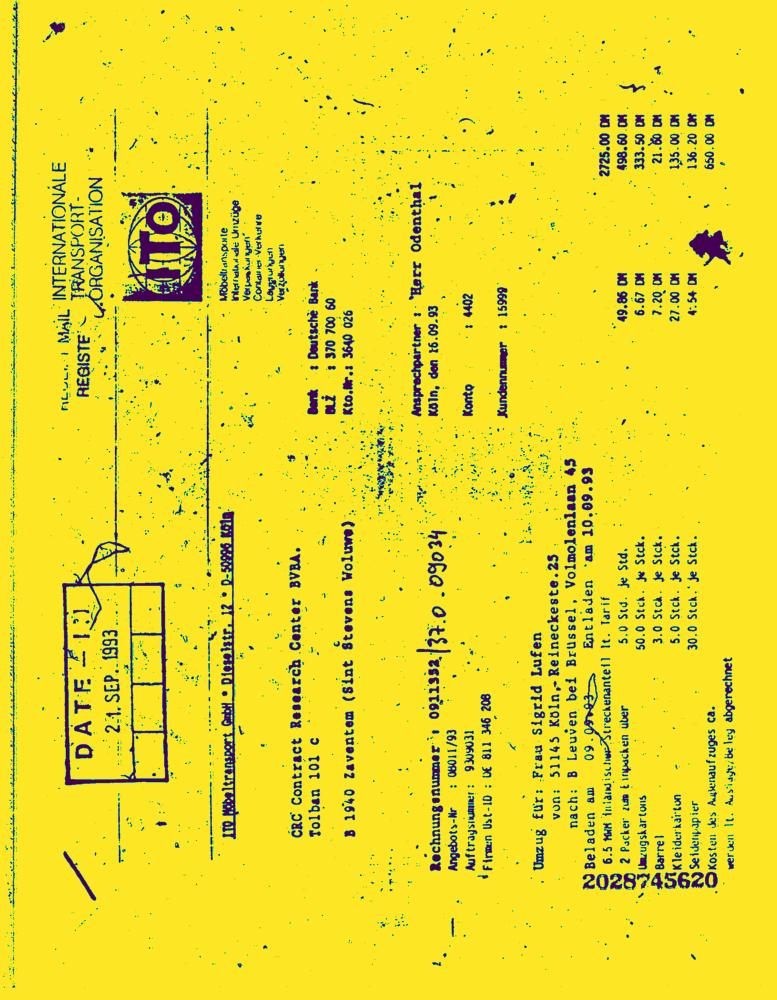 DATE
21. SEP. 1993
MAIL
REGISTE
INTERNATIONALE
TRANSPORT-
ORGANISATION
ITO
Möbeltransporte
Internationale Umzüge
Verpackungen
Container-Verkehre
Lagerungen
Verzollungen
ITO Möbeltransport GmbH * Dieselstr. 12 * D-50996 Köln
CRC Contract Research Center BVBA.
Tolban 101 c
B 1940 Zaventem (Sint Stevens Woluwe)
Bank : Deutsche Bank
BLZ : 370 700 60
Kto.Nr.: 3640 026
Rechnungsnummer : 0911352/37.0 - 09034
Angebots-Nr : 08011/93
Auftragsnummer: 9309031
Firmen Ust-ID : DE 811 346 208
Ansprechpartner : Herr Odenthal
Köln, den 16.09.93
Konto : 4402
Kundennummer : 15999
Umzug für: Frau Sigrid Lufen
von: 51145 Köln,- Reineckeste.25
nach: B Leuven bei Brüssel, Volmolenlaan 45
Beladen am 09.09.93 Entladen am 10.09.93
6.5 MKM inländischer Streckenanteil lt. Tarif 2725.00 DM
2 Packer zum Einpacken über 5.0 Std. Je Std. 49.86 DM 498.60 DM
Umzugskartons 50.0 Stck. Je Stck. 6.67 DM 333.50 DM
Barrel 3.0 Stck. Je Stck. 7.20 DM 21.60 DM
Kleiderkarton 5.0 Stck. Je Stck. 27.00 DM 135.00 DM
Seidenpapier 30.0 Stck. Je Stck. 4.54 DM 136.20 DM
Kosten des Außenaufzuges ca. 660.00 DM
werden lt. Auslage/Beleg abgerechnet
2028745620